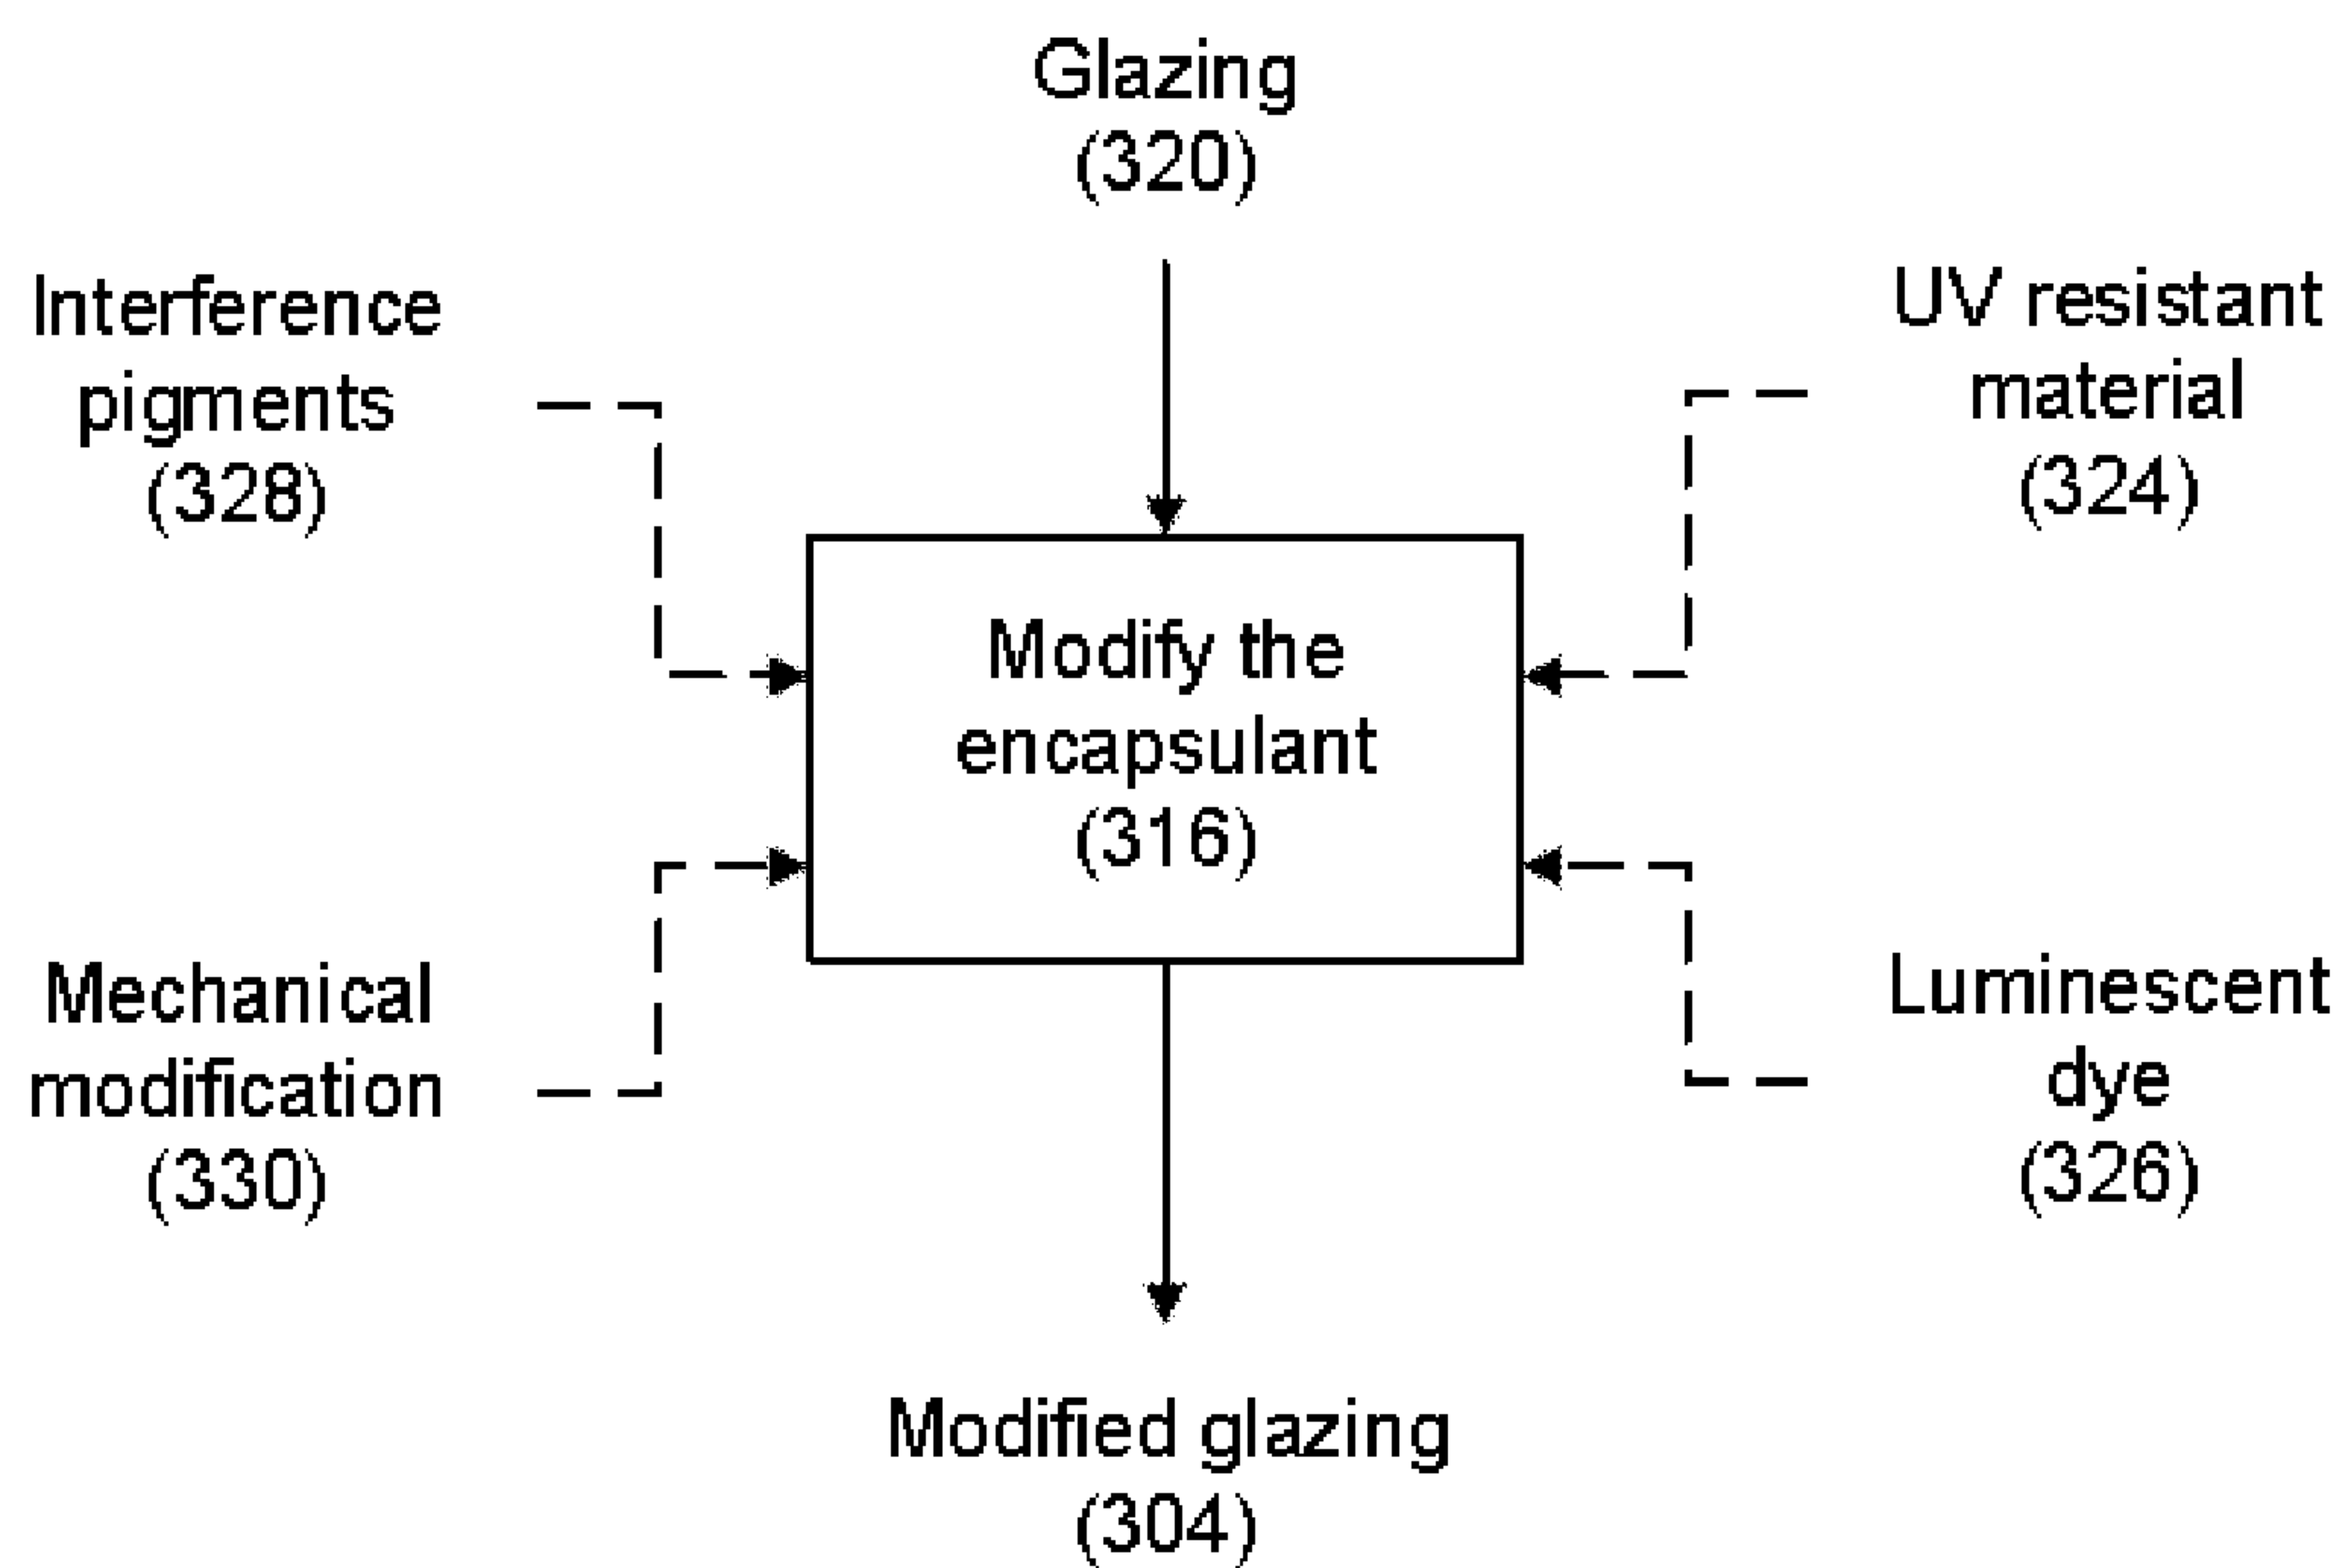 Glazing
(320)
Interference
pigments
(328)
UV resistant
material
(324)
Modify the
encapsulant
(316)
Mechanical
modification
(330)
Luminescent
dye
(326)
Modified glazing
(304)